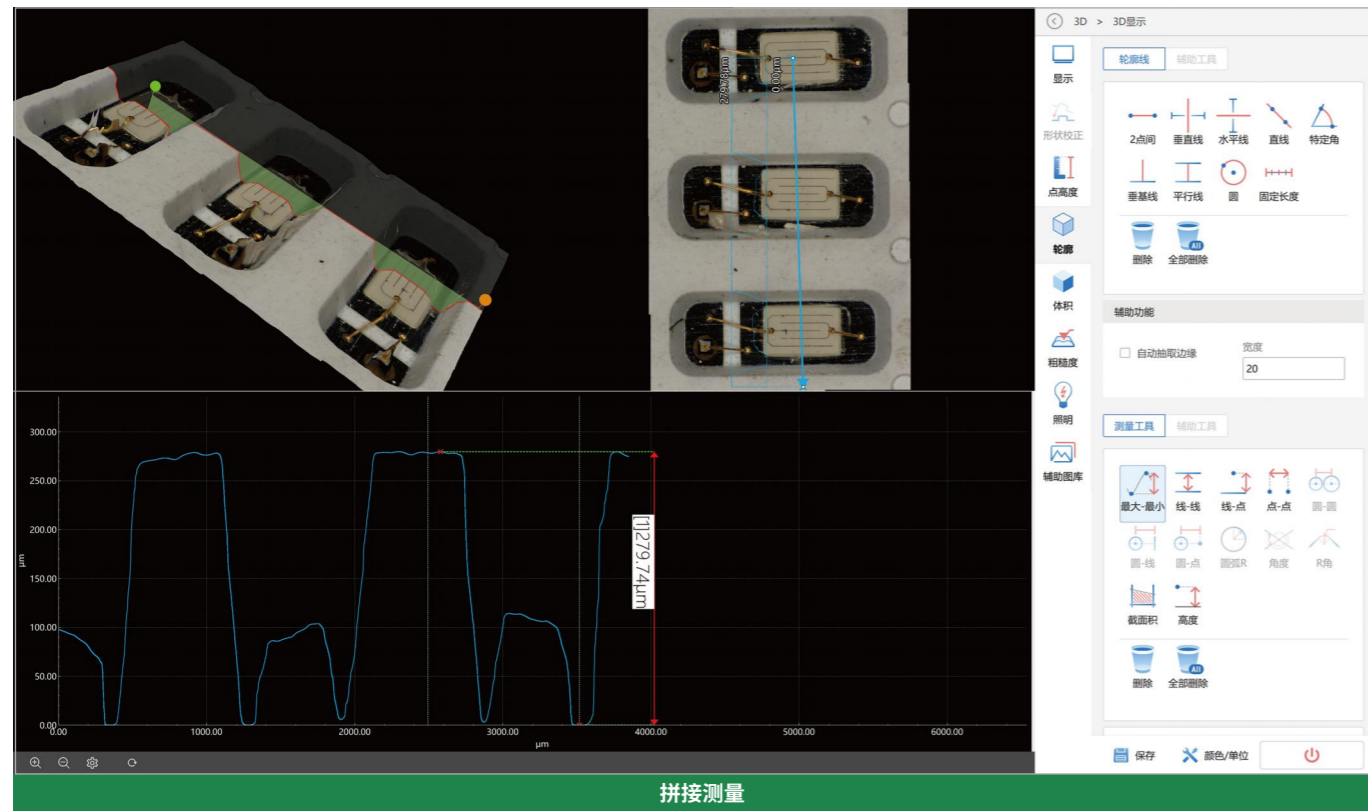 279.78μm
0.00μm
300.00
250.00
200.00
150.00
100.00
50.00
0.00
μm
0.00
1000.00
2000.00
3000.00
4000.00
5000.00
6000.00
μm
[1]279.74μm
3D > 3D显示
显示
形状校正
点高度
轮廓
体积
粗糙度
照明
辅助图库
轮廓线 辅助工具
2点间 垂直线 水平线 直线 特定角
垂基线 平行线 圆 固定长度
All
删除 全部删除
辅助功能
自动抽取边缘
宽度
20
测量工具 辅助工具
最大-最小 线-线 线-点 点-点 圆-圆
圆-线 圆-点 圆弧R 角度 R角
截面积 高度
All
删除 全部删除
保存 颜色/单位
拼接测量